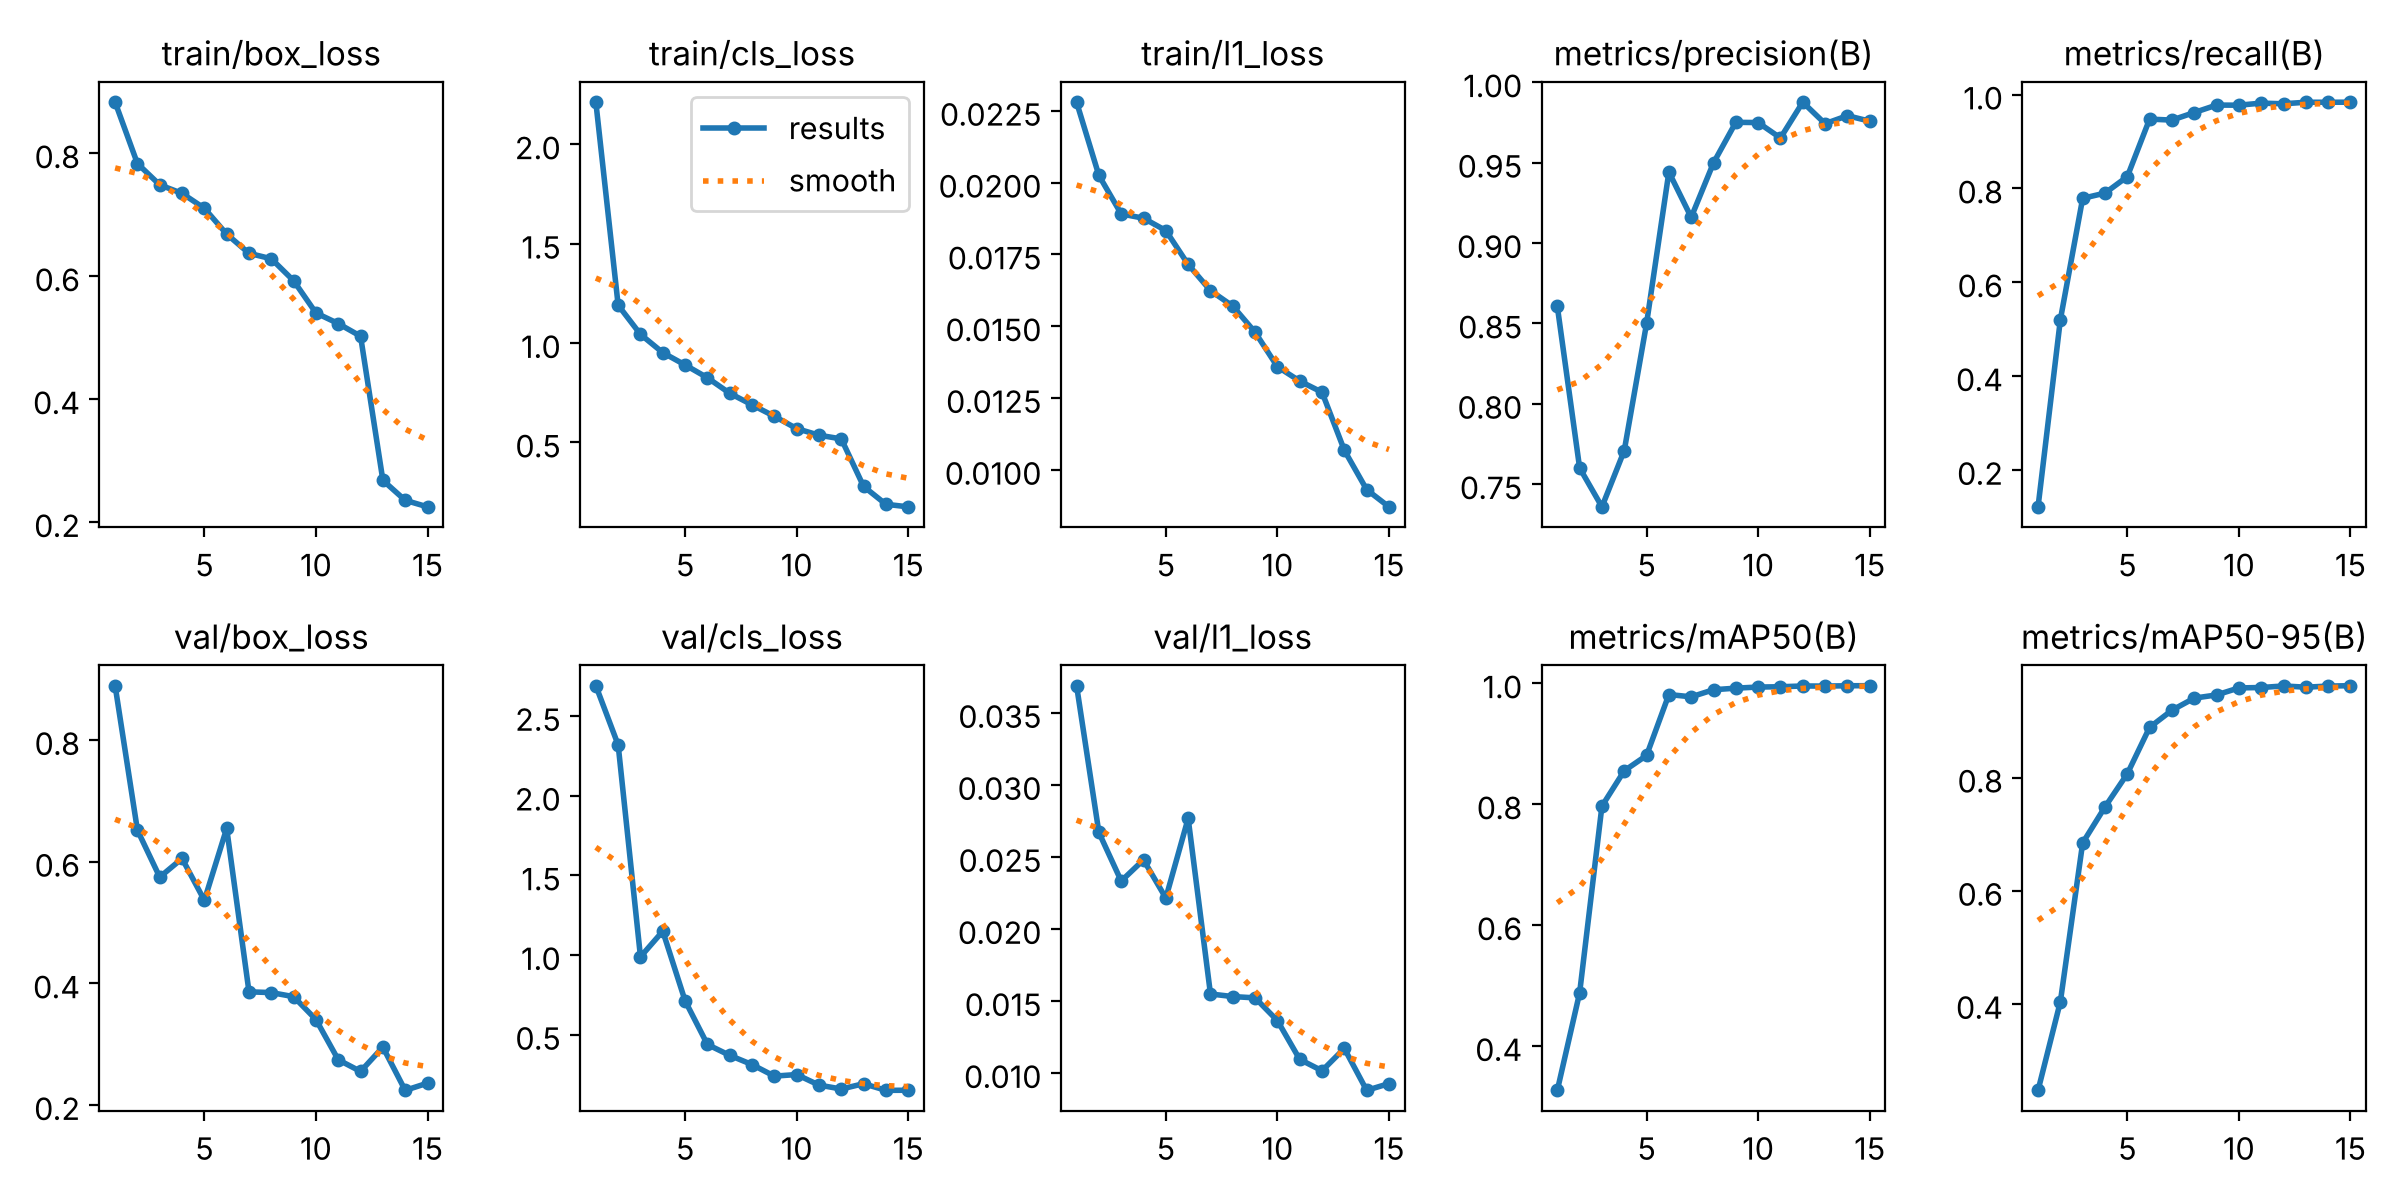 train/box_loss
0.8
0.6
0.4
0.2
5 10 15
train/cls_loss
results
smooth
2.0
1.5
1.0
0.5
5 10 15
train/l1_loss
0.0225
0.0200
0.0175
0.0150
0.0125
0.0100
5 10 15
metrics/precision(B)
1.00
0.95
0.90
0.85
0.80
0.75
5 10 15
metrics/recall(B)
1.0
0.8
0.6
0.4
0.2
5 10 15
val/box_loss
0.8
0.6
0.4
0.2
5 10 15
val/cls_loss
2.5
2.0
1.5
1.0
0.5
5 10 15
val/l1_loss
0.035
0.030
0.025
0.020
0.015
0.010
5 10 15
metrics/mAP50(B)
1.0
0.8
0.6
0.4
5 10 15
metrics/mAP50-95(B)
0.8
0.6
0.4
5 10 15